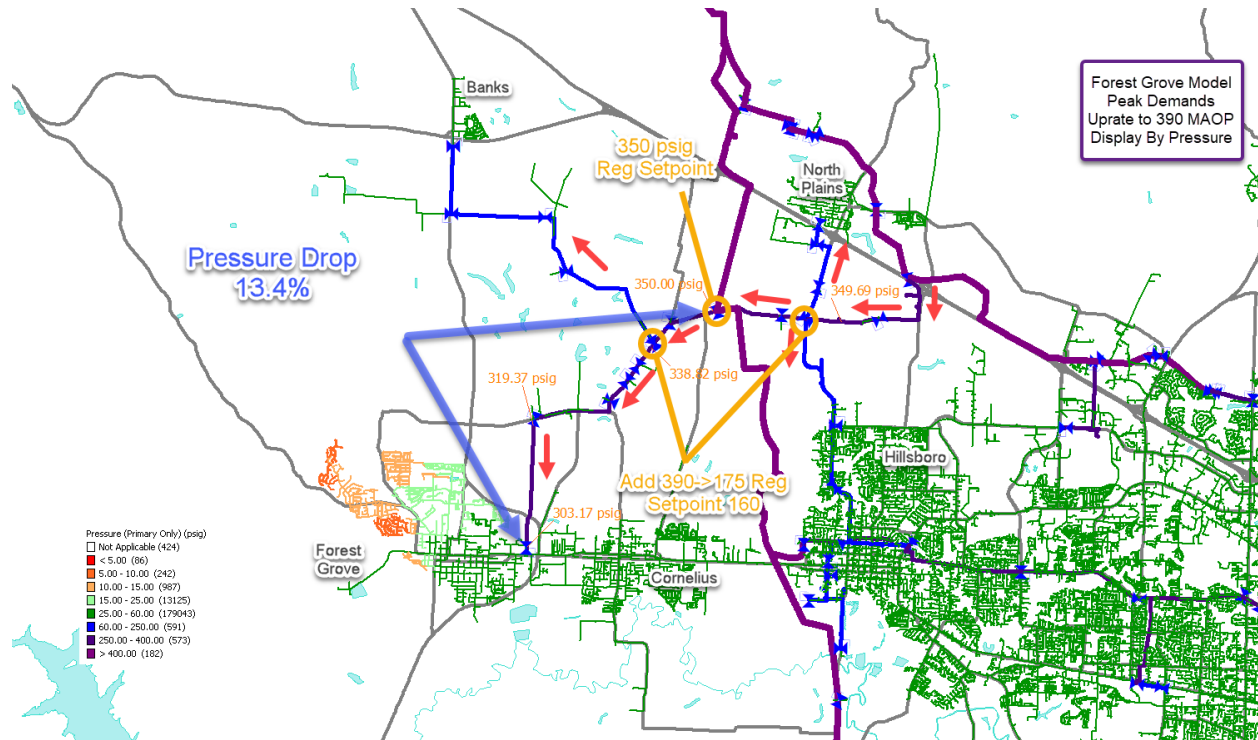 Banks
Forest Grove Model
Peak Demands
Uprate to 390 MAOP
Display By Pressure
350 psig
Reg Setpoint
North
Plains
Pressure Drop
13.4%
350.00 psig
349.69 psig
338.82 psig
319.37 psig
Hillsboro
Add 390->175 Reg
Setpoint 160
303.17 psig
Forest
Grove
Cornelius
Pressure (Primary Only) (psig)
Not Applicable (424)
< 5.00 (86)
5.00 - 10.00 (242)
10.00 - 15.00 (987)
15.00 - 25.00 (13125)
25.00 - 60.00 (179043)
60.00 - 250.00 (591)
250.00 - 400.00 (573)
> 400.00 (182)